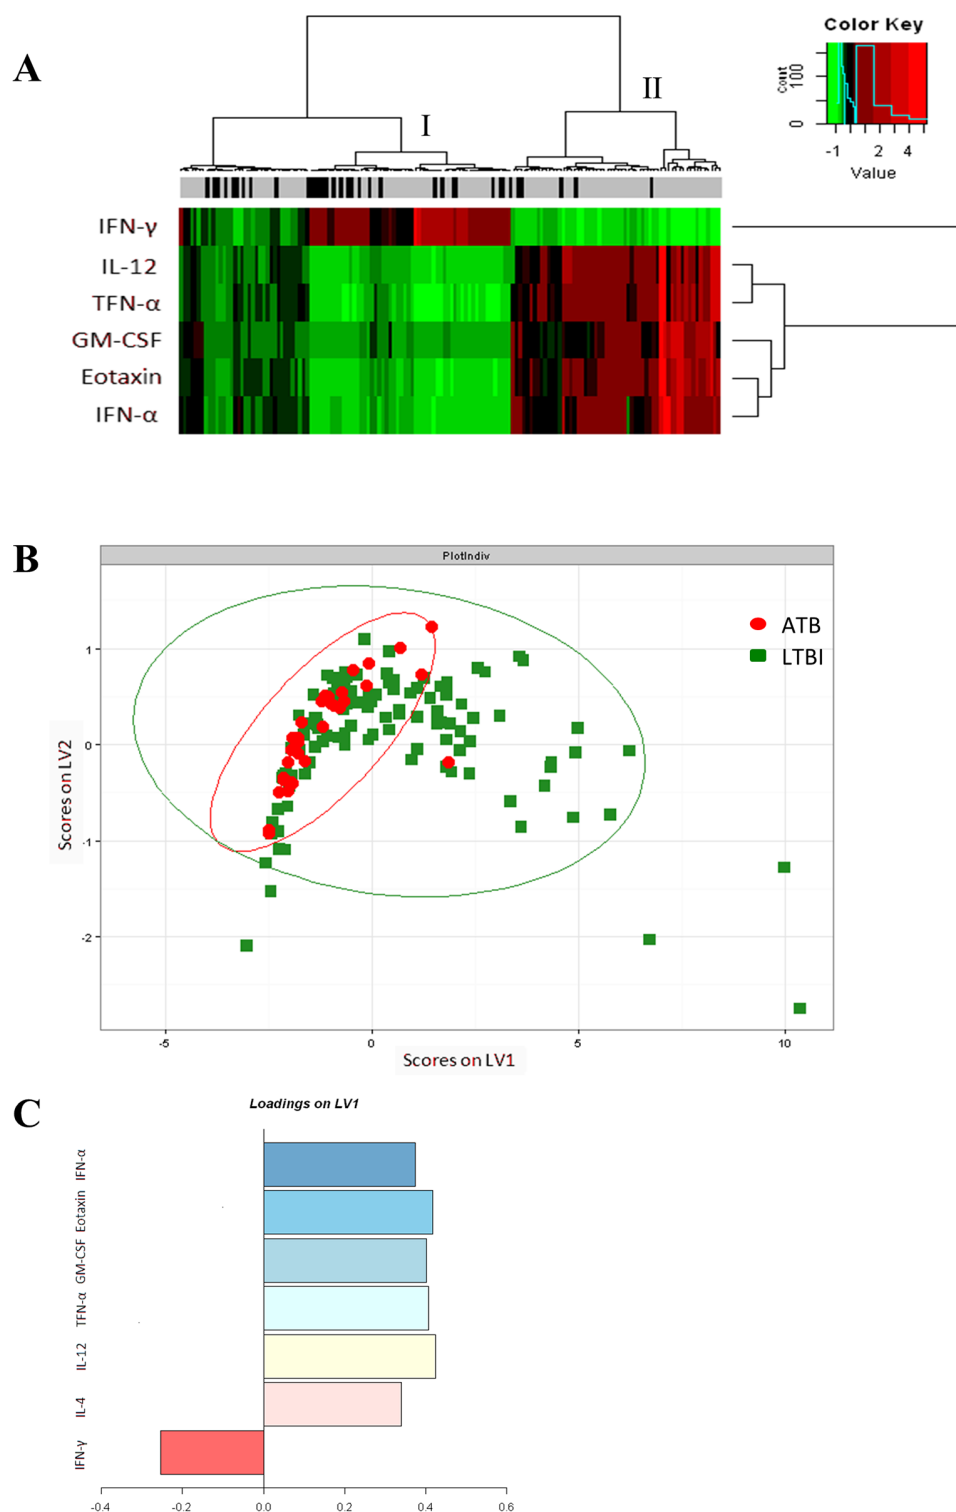 A
I
II
Color Key
Count
0
100
-1
2
4
Value
IFN-γ
IL-12
TFN-α
GM-CSF
Eotaxin
IFN-α
B
PlotIndiv
ATB
LTBI
Scores on LV2
1
0
-1
-2
-5
0
5
10
Scores on LV1
C
Loadings on LV1
IFN-α
Eotaxin
GM-CSF
TFN-α
IL-12
IL-4
IFN-γ
-0.4
-0.2
0.0
0.2
0.4
0.6